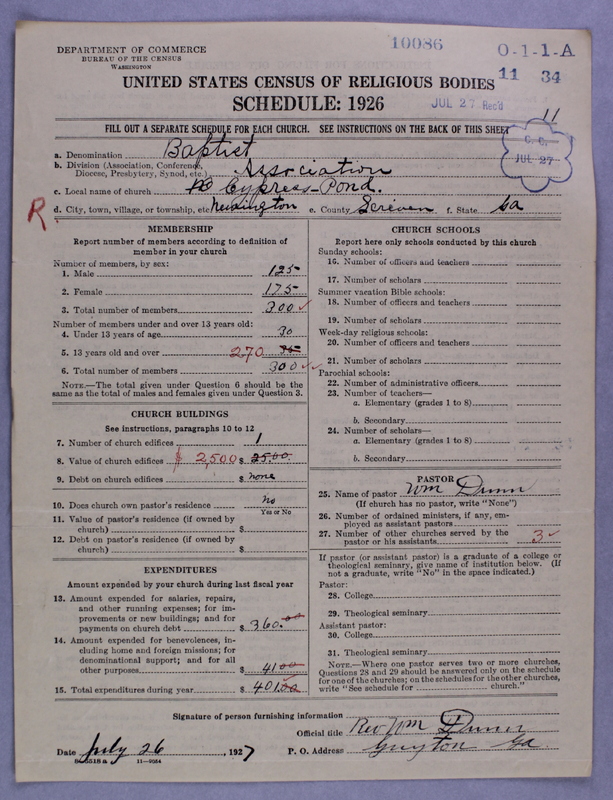 DEPARTMENT OF COMMERCE
BUREAU OF THE CENSUS
WASHINGTON
10086
O-1-1-A
11 34
UNITED STATES CENSUS OF RELIGIOUS BODIES
SCHEDULE: 1926
JUL 27 Rec'd
11
FILL OUT A SEPARATE SCHEDULE FOR EACH CHURCH. SEE INSTRUCTIONS ON THE BACK OF THIS SHEET
C. C.
JUL 27
a. Denomination Baptist
b. Division (Association, Conference, Diocese, Presbytery, Synod, etc.) Association
c. Local name of church Cypress-Pond.
R
d. City, town, village, or township, etc. Newington e. County Screven f. State Ga
MEMBERSHIP
Report number of members according to definition of
member in your church
Number of members, by sex:
1. Male 125
2. Female 175
3. Total number of members 300 ✓
Number of members under and over 13 years old:
4. Under 13 years of age 30
5. 13 years old and over 270
6. Total number of members 300 ✓
NOTE.—The total given under Question 6 should be the
same as the total of males and females given under Question 3.
CHURCH BUILDINGS
See instructions, paragraphs 10 to 12
7. Number of church edifices 1
8. Value of church edifices $ 2,500 $ 25.00.
9. Debt on church edifices $ none
10. Does church own pastor's residence no
Yes or No
11. Value of pastor's residence (if owned by
church) $
12. Debt on pastor's residence (if owned by
church) $
EXPENDITURES
Amount expended by your church during last fiscal year
13. Amount expended for salaries, repairs,
and other running expenses; for im-
provements or new buildings; and for
payments on church debt $ 360.00
14. Amount expended for benevolences, in-
cluding home and foreign missions; for
denominational support; and for all
other purposes $ 41 00
15. Total expenditures during year $ 401.00
CHURCH SCHOOLS
Report here only schools conducted by this church
Sunday schools:
16. Number of officers and teachers
17. Number of scholars
Summer vacation Bible schools:
18. Number of officers and teachers
19. Number of scholars
Week-day religious schools:
20. Number of officers and teachers
21. Number of scholars
Parochial schools:
22. Number of administrative officers
23. Number of teachers—
a. Elementary (grades 1 to 8)
b. Secondary
24. Number of scholars—
a. Elementary (grades 1 to 8)
b. Secondary
PASTOR
25. Name of pastor Wm Dunn
(If church has no pastor, write "None")
26. Number of ordained ministers, if any, em-
ployed as assistant pastors
27. Number of other churches served by the
pastor or his assistants 3 ✓
If pastor (or assistant pastor) is a graduate of a college or
theological seminary, give name of institution below. (If
not a graduate, write "No" in the space indicated.)
Pastor:
28. College
29. Theological seminary
Assistant pastor:
30. College
31. Theological seminary
NOTE.—Where one pastor serves two or more churches,
Questions 28 and 29 should be answered only on the schedule
for one of the churches; on the schedules for the other churches,
write "See schedule for church."
Signature of person furnishing information
Official title Rev Wm Dunn
Date July 26, 1927 P. O. Address Guyton Ga.
8-5518 a 11-9054